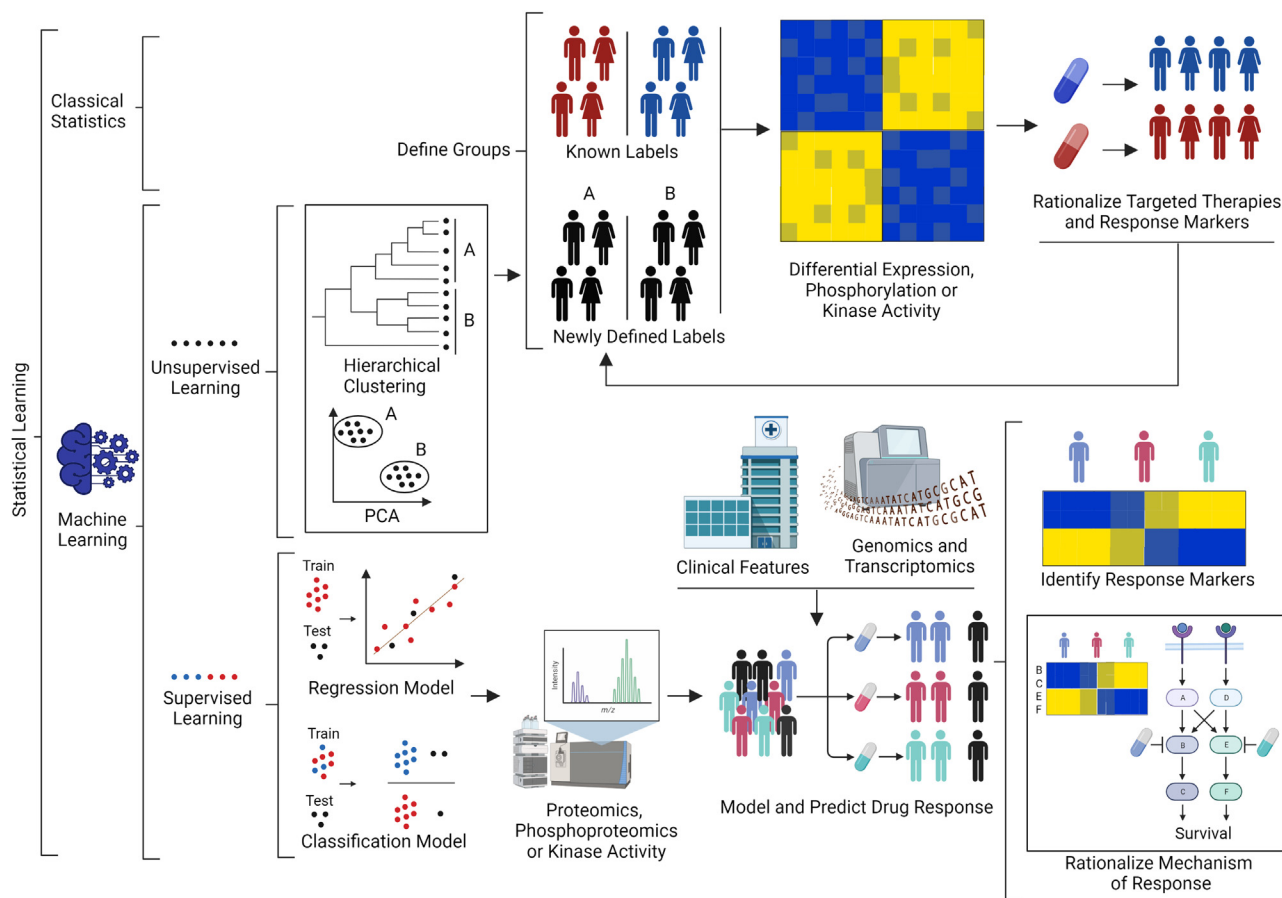 Statistical Learning
Classical
Statistics
Machine
Learning
Unsupervised
Learning
Supervised
Learning
A
B
Hierarchical
Clustering
A
B
PCA
Define Groups
Known Labels
A
B
Newly Defined Labels
Differential Expression,
Phosphorylation or
Kinase Activity
Rationalize Targeted Therapies
and Response Markers
Train
Test
Regression Model
Train
Test
Classification Model
Intensity
m/z
Proteomics,
Phosphoproteomics
or Kinase Activity
Clinical Features
Genomics and
Transcriptomics
Model and Predict Drug Response
Identify Response Markers
B
C
E
F
A
D
B
E
C
F
Survival
Rationalize Mechanism
of Response